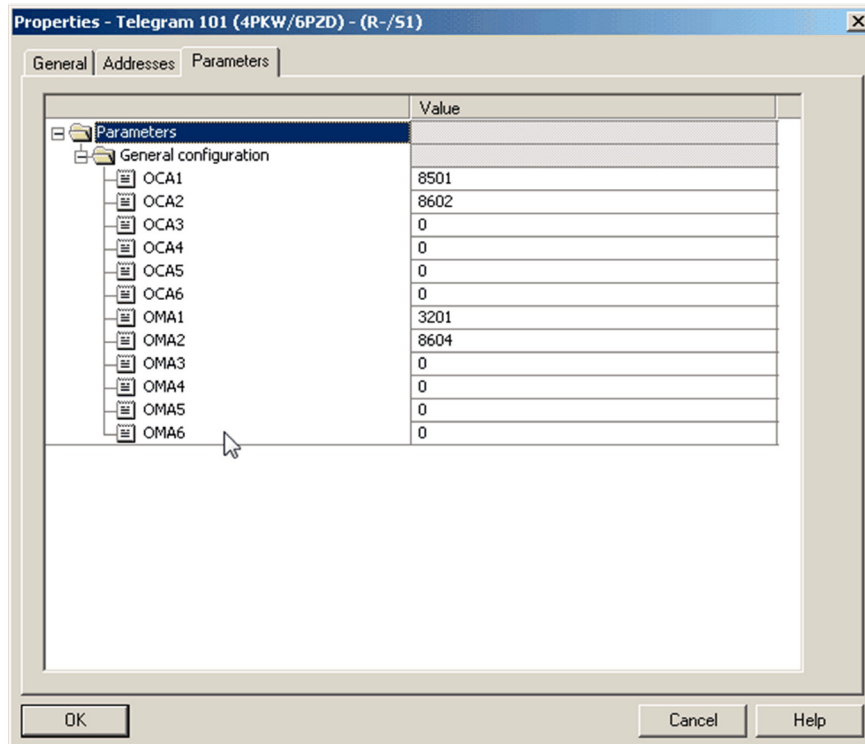 Properties - Telegram 101 (4PKW/6PZD) - (R-/S1)
General Addresses Parameters
Value
Parameters
General configuration
OCA1 8501
OCA2 8602
OCA3 0
OCA4 0
OCA5 0
OCA6 0
OMA1 3201
OMA2 8604
OMA3 0
OMA4 0
OMA5 0
OMA6 0
OK Cancel Help